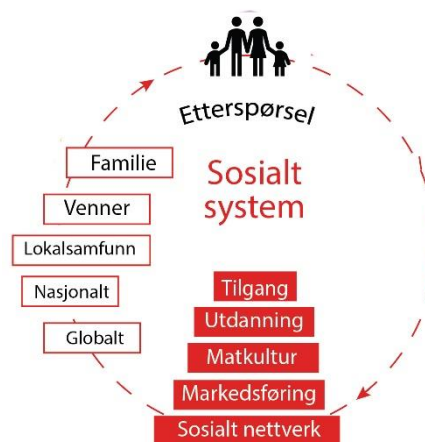 Etterspørsel
Sosialt
system
Familie
Venner
Lokalsamfunn
Nasjonalt
Globalt
Tilgang
Utdanning
Matkultur
Markedsføring
Sosialt nettverk